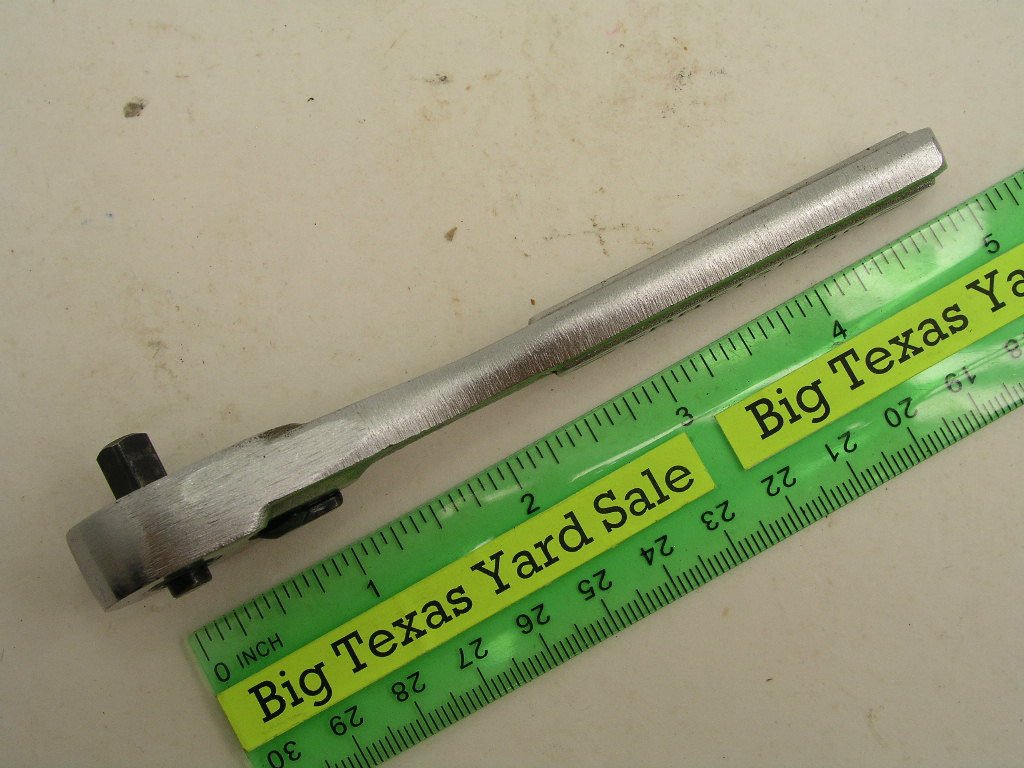 0 INCH 1 2 3 4 5
Big Texas Yard Sale
Big Texas Ya
30 29 28 27 26 25 24 23 22 21 20 19 18